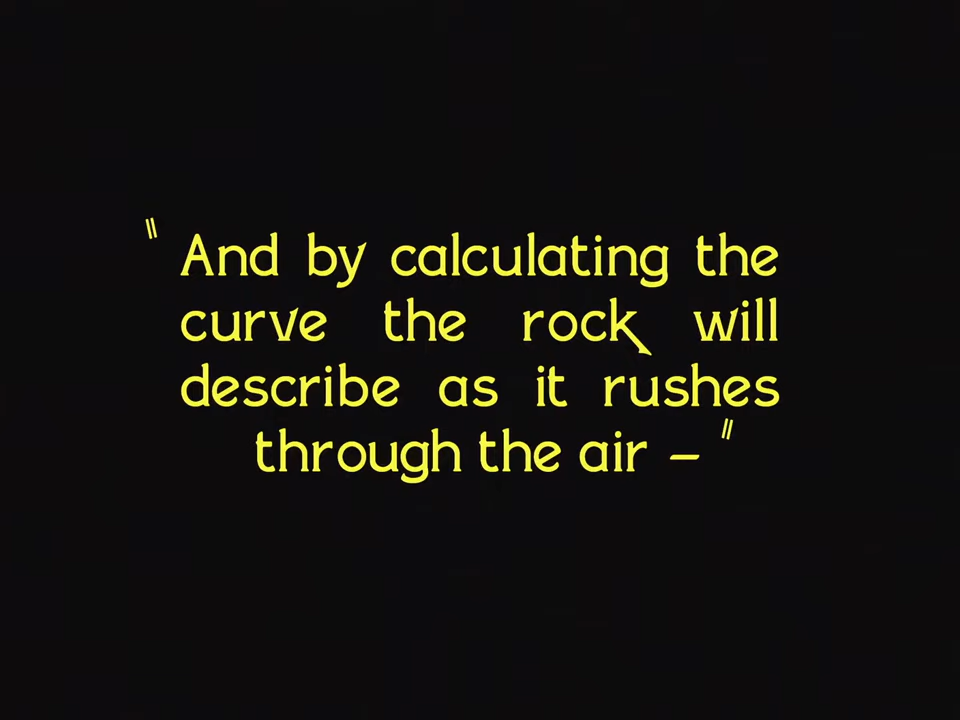 " And by calculating the
curve the rock will
describe as it rushes
through the air – "